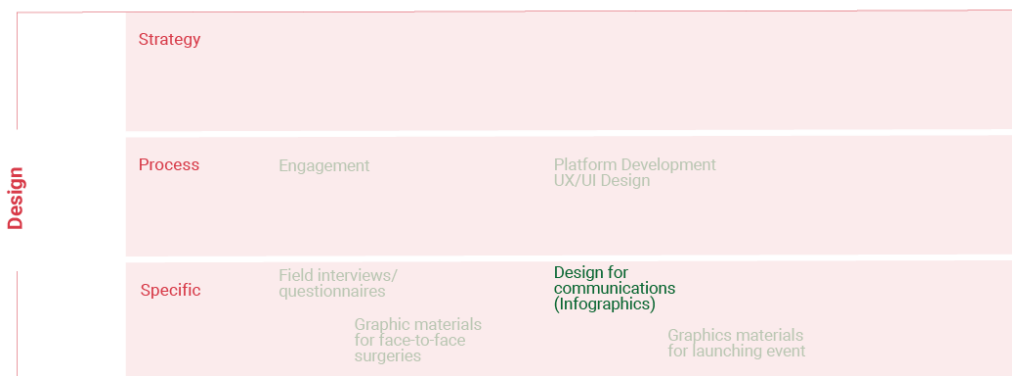 Design
Strategy
Process
Engagement
Platform Development
UX/UI Design
Specific
Field interviews/
questionnaires
Design for
communications
(Infographics)
Graphic materials
for face-to-face
surgeries
Graphics materials
for launching event